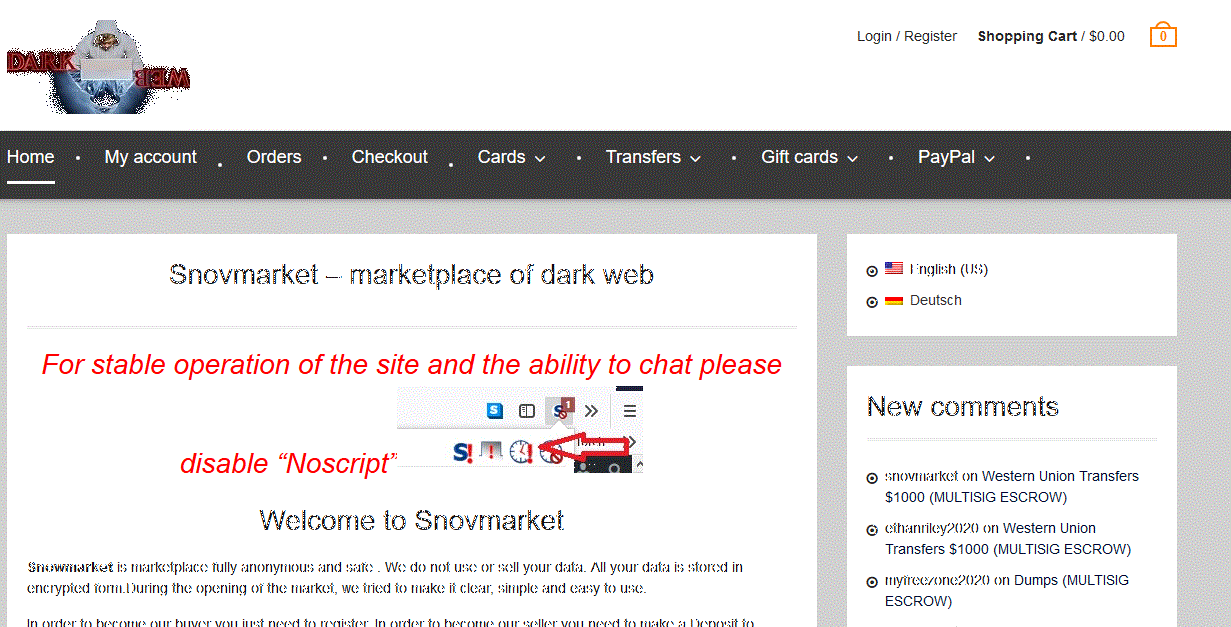 DARK
WEB
Login / Register Shopping Cart / $0.00 0
Home • My account • Orders • Checkout • Cards • Transfers • Gift cards • PayPal •
Snovmarket – marketplace of dark web
For stable operation of the site and the ability to chat please
disable “Noscript”
S S 1
S! !
Welcome to Snovmarket
Snowmarket is marketplace fully anonymous and safe . We do not use or sell your data. All your data is stored in
encrypted form.During the opening of the market, we tried to make it clear, simple and easy to use.
In order to become our buyer you just need to register. In order to become our seller you need to make a Deposit to
English (US)
Deutsch
New comments
snovmarket on Western Union Transfers
$1000 (MULTISIG ESCROW)
ethanriley2020 on Western Union
Transfers $1000 (MULTISIG ESCROW)
myfreezone2020 on Dumps (MULTISIG
ESCROW)